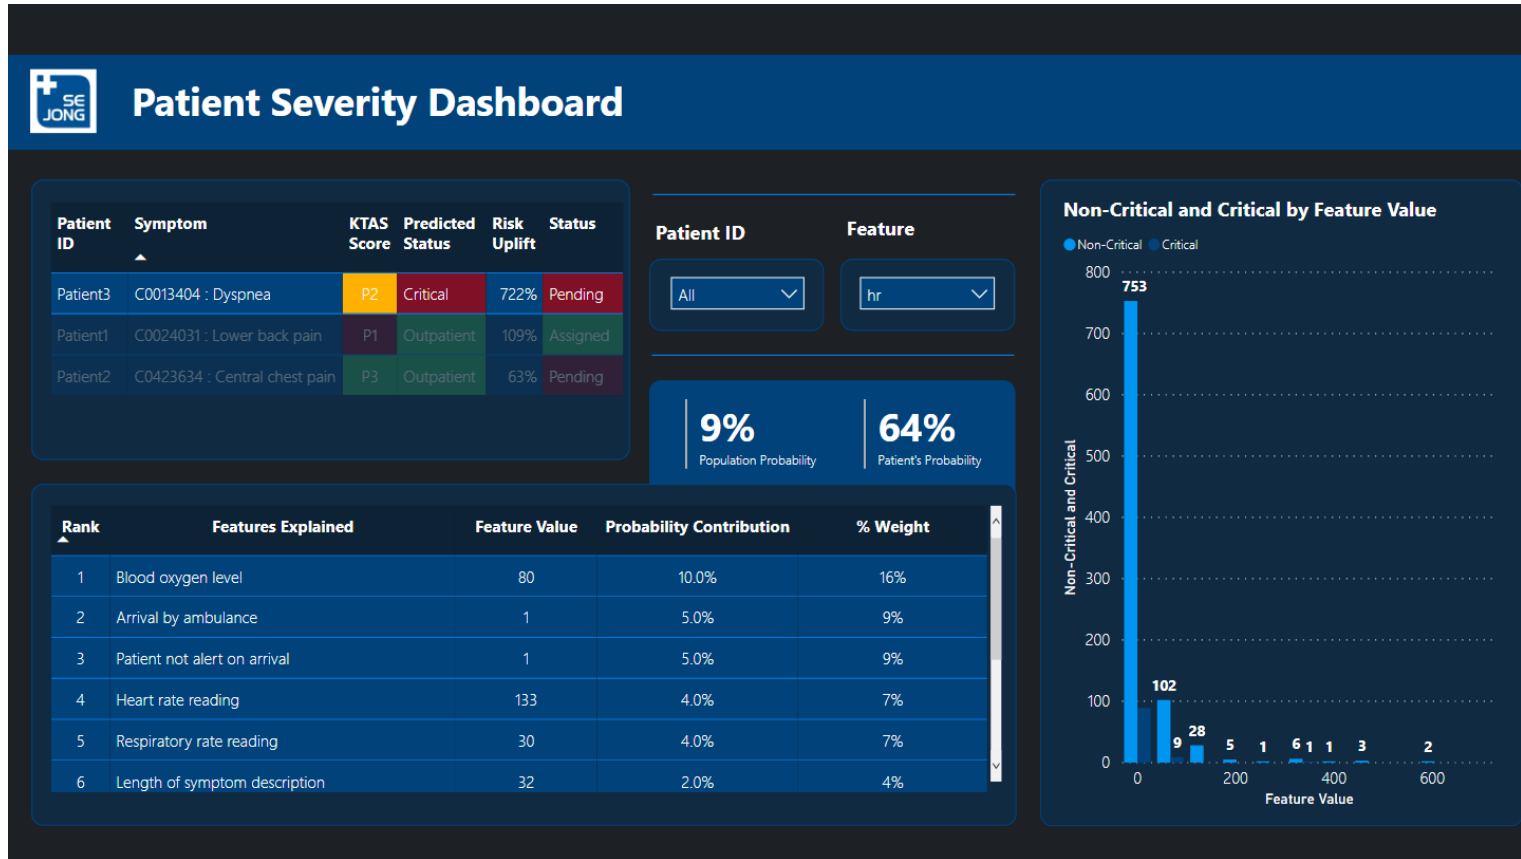 SE
JONG
Patient Severity Dashboard
Patient ID Symptom KTAS Score Predicted Status Risk Uplift Status
Patient3 C0013404 : Dyspnea P2 Critical 722% Pending
Patient1 C0024031 : Lower back pain P1 Outpatient 109% Assigned
Patient2 C0423634 : Central chest pain P3 Outpatient 63% Pending
Patient ID
All
Feature
hr
9%
Population Probability
64%
Patient's Probability
Rank Features Explained Feature Value Probability Contribution % Weight
1 Blood oxygen level 80 10.0% 16%
2 Arrival by ambulance 1 5.0% 9%
3 Patient not alert on arrival 1 5.0% 9%
4 Heart rate reading 133 4.0% 7%
5 Respiratory rate reading 30 4.0% 7%
6 Length of symptom description 32 2.0% 4%
Non-Critical and Critical by Feature Value
Non-Critical Critical
800
700
600
500
400
300
200
100
0
Non-Critical and Critical
753
102
9
28
5
1
6
1
1
3
2
0 200 400 600
Feature Value